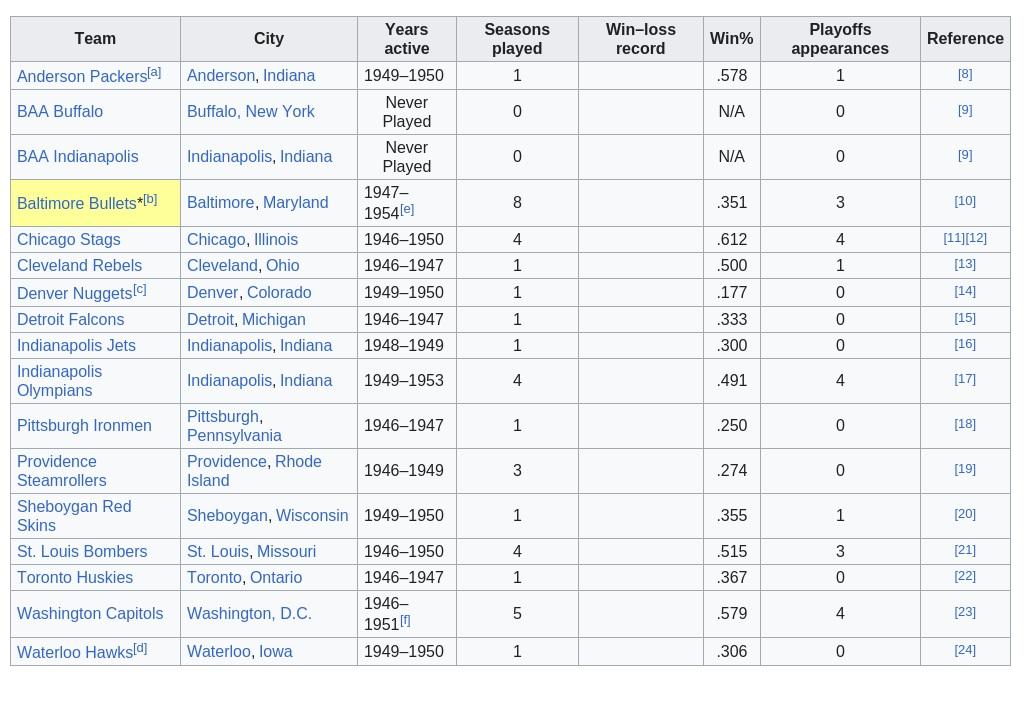 Team City Years active Seasons played Win–loss record Win% Playoffs appearances Reference
Anderson Packers[a] Anderson, Indiana 1949–1950 1 .578 1 [8]
BAA Buffalo Buffalo, New York Never Played 0 N/A 0 [9]
BAA Indianapolis Indianapolis, Indiana Never Played 0 N/A 0 [9]
Baltimore Bullets*[b] Baltimore, Maryland 1947–1954[e] 8 .351 3 [10]
Chicago Stags Chicago, Illinois 1946–1950 4 .612 4 [11][12]
Cleveland Rebels Cleveland, Ohio 1946–1947 1 .500 1 [13]
Denver Nuggets[c] Denver, Colorado 1949–1950 1 .177 0 [14]
Detroit Falcons Detroit, Michigan 1946–1947 1 .333 0 [15]
Indianapolis Jets Indianapolis, Indiana 1948–1949 1 .300 0 [16]
Indianapolis Olympians Indianapolis, Indiana 1949–1953 4 .491 4 [17]
Pittsburgh Ironmen Pittsburgh, Pennsylvania 1946–1947 1 .250 0 [18]
Providence Steamrollers Providence, Rhode Island 1946–1949 3 .274 0 [19]
Sheboygan Red Skins Sheboygan, Wisconsin 1949–1950 1 .355 1 [20]
St. Louis Bombers St. Louis, Missouri 1946–1950 4 .515 3 [21]
Toronto Huskies Toronto, Ontario 1946–1947 1 .367 0 [22]
Washington Capitols Washington, D.C. 1946–1951[f] 5 .579 4 [23]
Waterloo Hawks[d] Waterloo, Iowa 1949–1950 1 .306 0 [24]